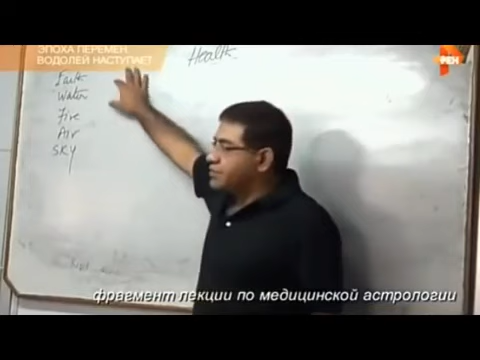 ЭПОХА ПЕРЕМЕН
ВОДОЛЕЙ НАСТУПАЕТ
РЕН
Health
Earth
Water
Fire
Air
SKY
фрагмент лекции по медицинской астрологии